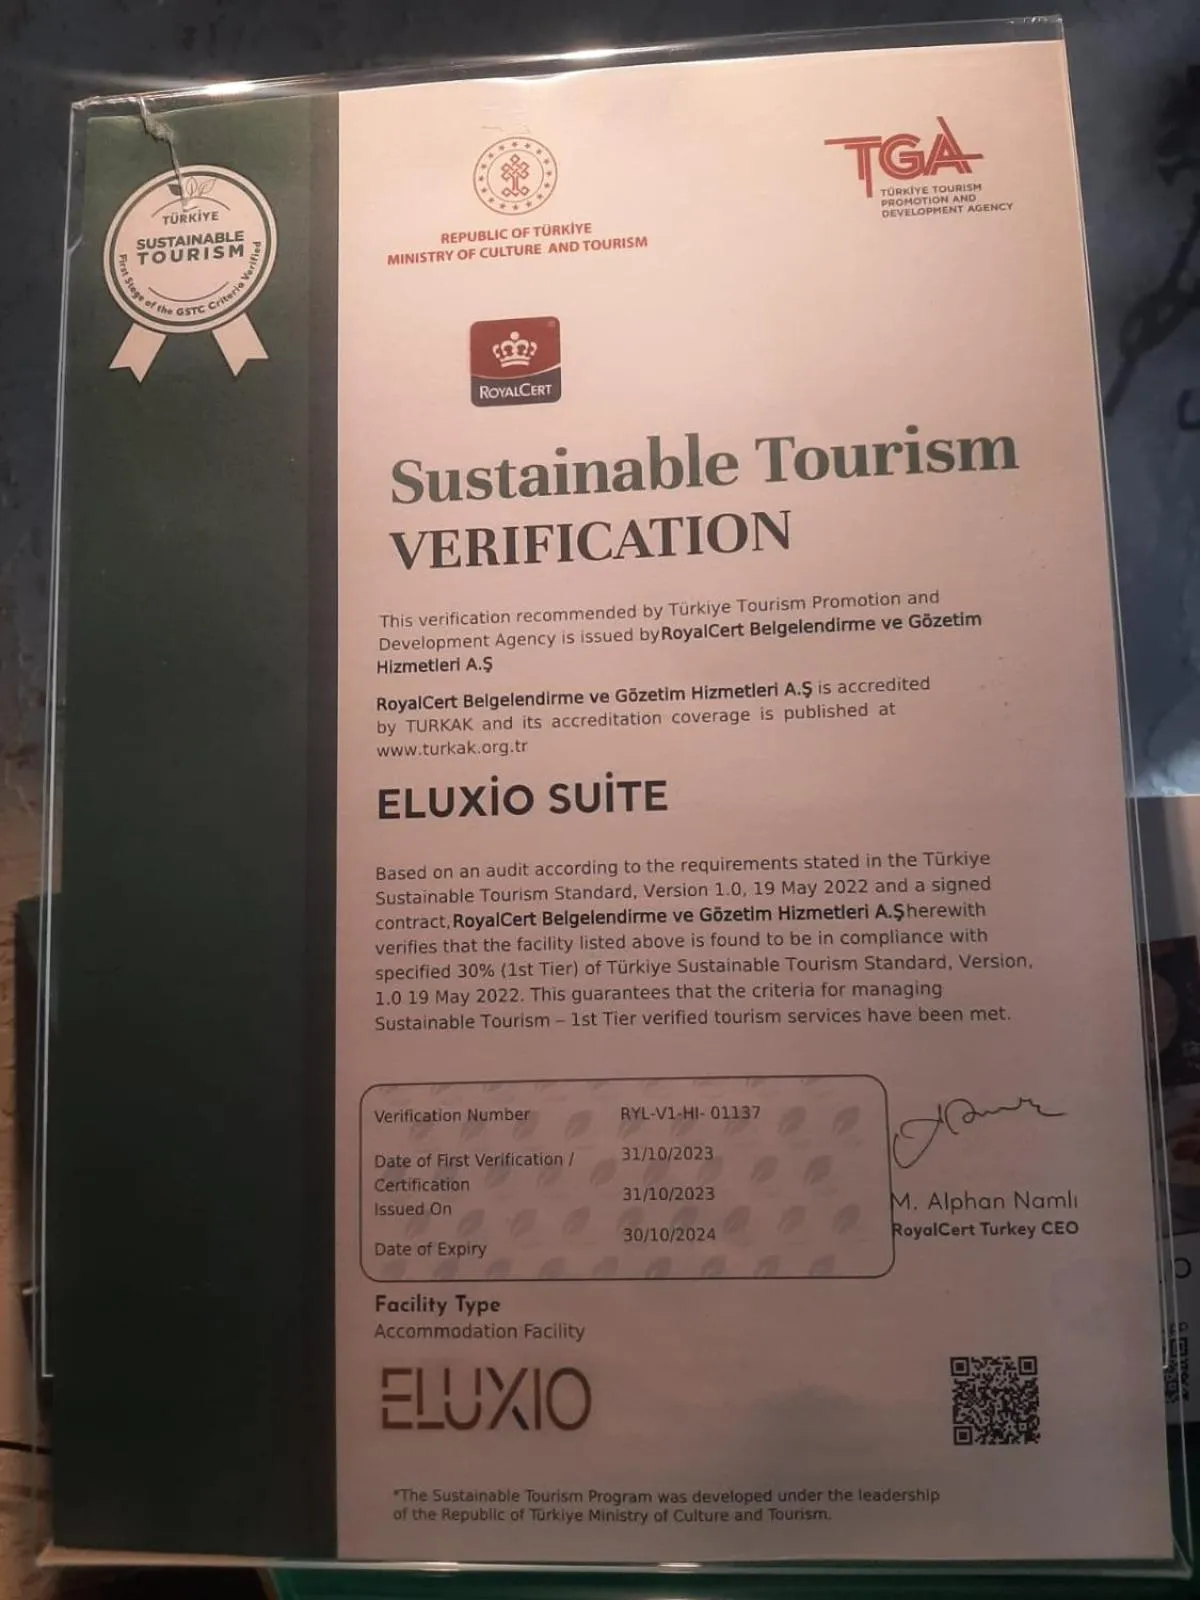 TÜRKİYE
SUSTAINABLE
TOURISM
First Stage of the GSTC Criteria Verified
REPUBLIC OF TÜRKİYE
MINISTRY OF CULTURE AND TOURISM
TGA
TÜRKİYE TOURISM
PROMOTION AND
DEVELOPMENT AGENCY
ROYALCERT
Sustainable Tourism
VERIFICATION
This verification recommended by Türkiye Tourism Promotion and
Development Agency is issued by RoyalCert Belgelendirme ve Gözetim
Hizmetleri A.Ş
RoyalCert Belgelendirme ve Gözetim Hizmetleri A.Ş is accredited
by TURKAK and its accreditation coverage is published at
www.turkak.org.tr
ELUXİO SUİTE
Based on an audit according to the requirements stated in the Türkiye
Sustainable Tourism Standard, Version 1.0, 19 May 2022 and a signed
contract, RoyalCert Belgelendirme ve Gözetim Hizmetleri A.Ş herewith
verifies that the facility listed above is found to be in compliance with
specified 30% (1st Tier) of Türkiye Sustainable Tourism Standard, Version.
1.0 19 May 2022. This guarantees that the criteria for managing
Sustainable Tourism – 1st Tier verified tourism services have been met.
Verification Number RYL-V1-HI- 01137
Date of First Verification / 31/10/2023
Certification
Issued On 31/10/2023
Date of Expiry 30/10/2024
M. Alphan Namlı
RoyalCert Turkey CEO
Facility Type
Accommodation Facility
ELUXIO
*The Sustainable Tourism Program was developed under the leadership
of the Republic of Türkiye Ministry of Culture and Tourism.